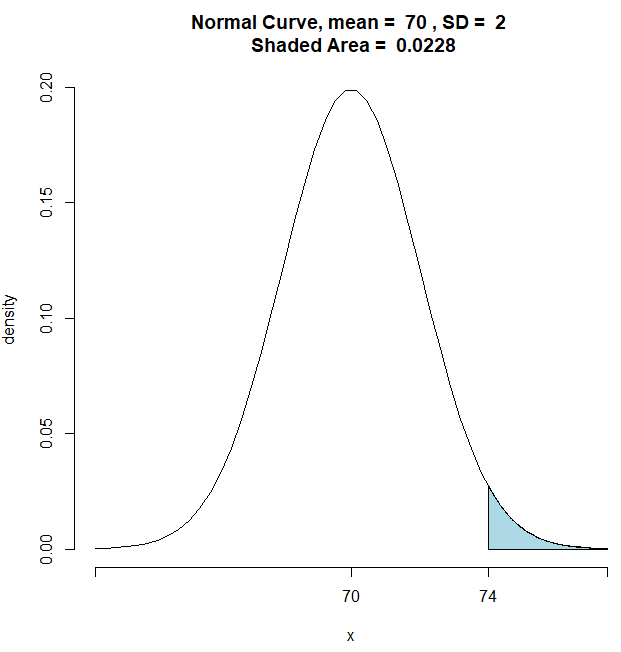 Normal Curve, mean =  70 , SD =  2
Shaded Area =  0.0228
0.20
0.15
0.10
0.05
0.00
density
70
74
x